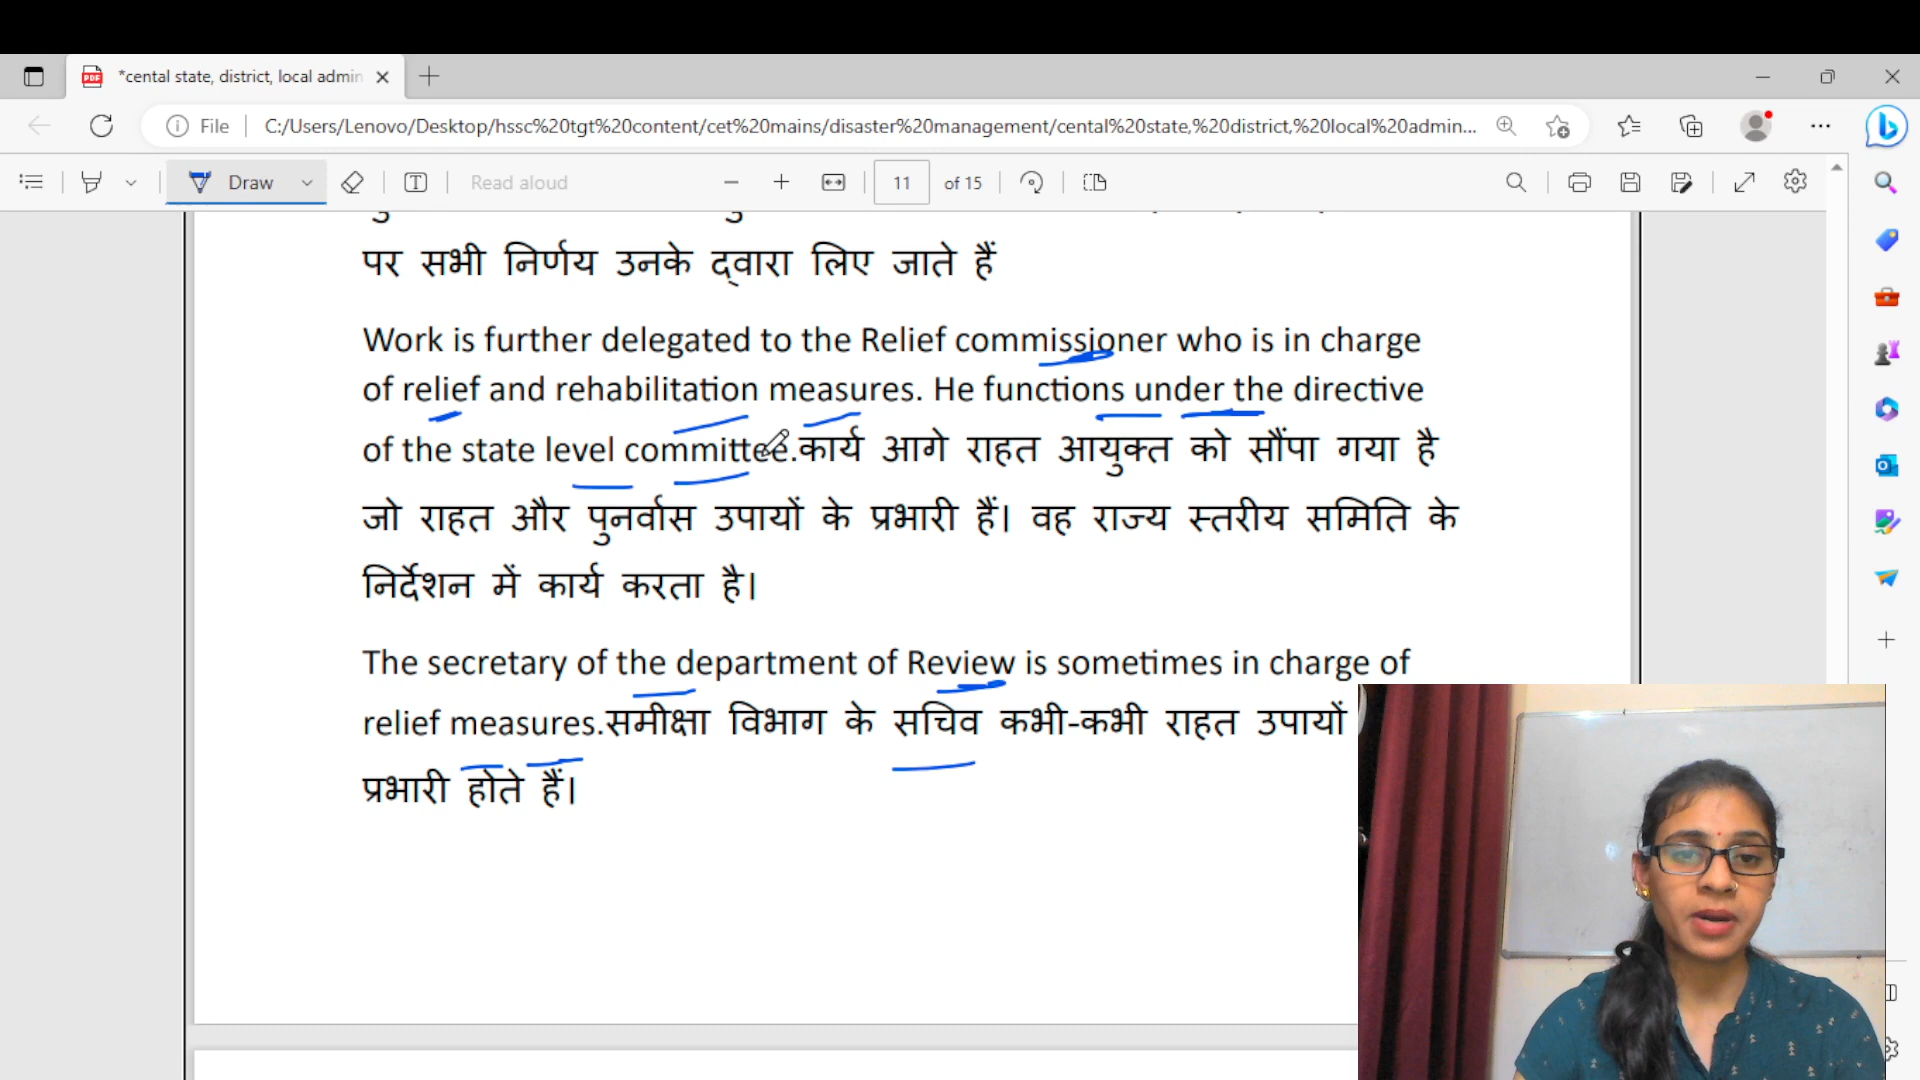 *cental state, district, local admin
File
C:/Users/Lenovo/Desktop/hssc%20tgt%20content/cet%20mains/disaster%20management/cental%20state,%20district,%20local%20admin...
Draw
Read aloud
11 of 15
पर सभी निर्णय उनके द्वारा लिए जाते हैं
Work is further delegated to the Relief commissioner who is in charge
of relief and rehabilitation measures. He functions under the directive
of the state level committee.कार्य आगे राहत आयुक्त को सौंपा गया है
जो राहत और पुनर्वास उपायों के प्रभारी हैं। वह राज्य स्तरीय समिति के
निर्देशन में कार्य करता है।
The secretary of the department of Review is sometimes in charge of
relief measures.समीक्षा विभाग के सचिव कभी-कभी राहत उपायों
प्रभारी होते हैं।